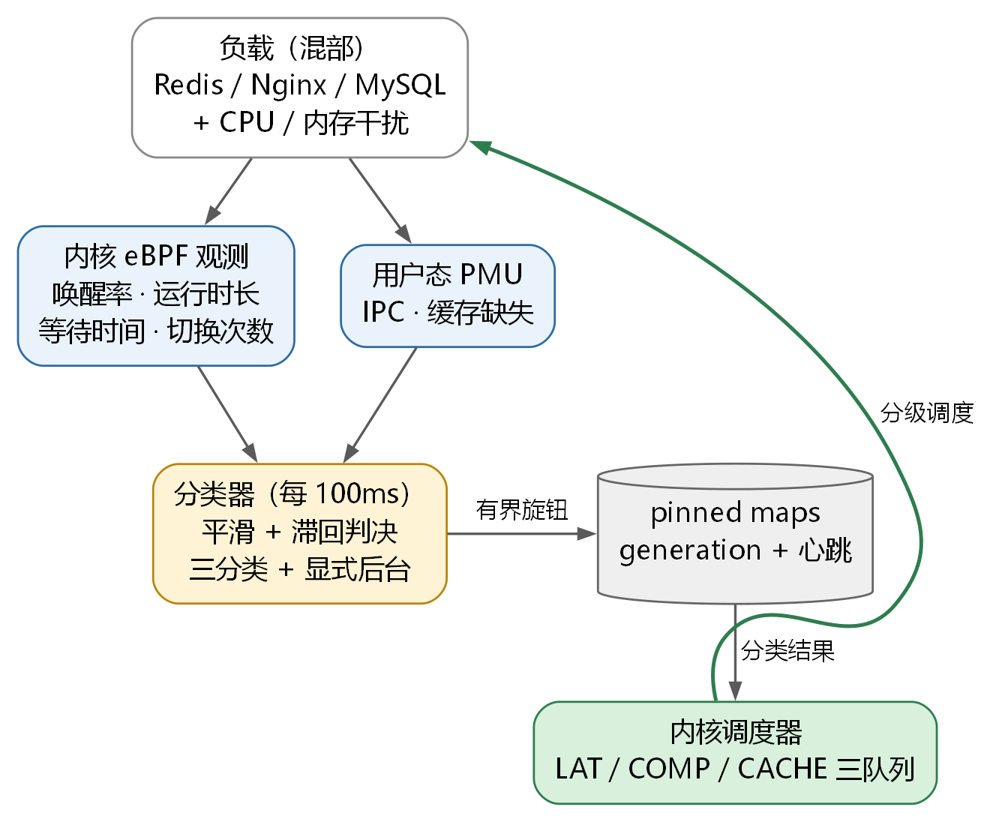 负载（混部）
Redis / Nginx / MySQL
+ CPU / 内存干扰
内核 eBPF 观测
唤醒率 · 运行时长
等待时间 · 切换次数
用户态 PMU
IPC · 缓存缺失
分级调度
分类器（每 100ms）
平滑 + 滞回判决
三分类 + 显式后台
有界旋钮
pinned maps
generation + 心跳
分类结果
内核调度器
LAT / COMP / CACHE 三队列